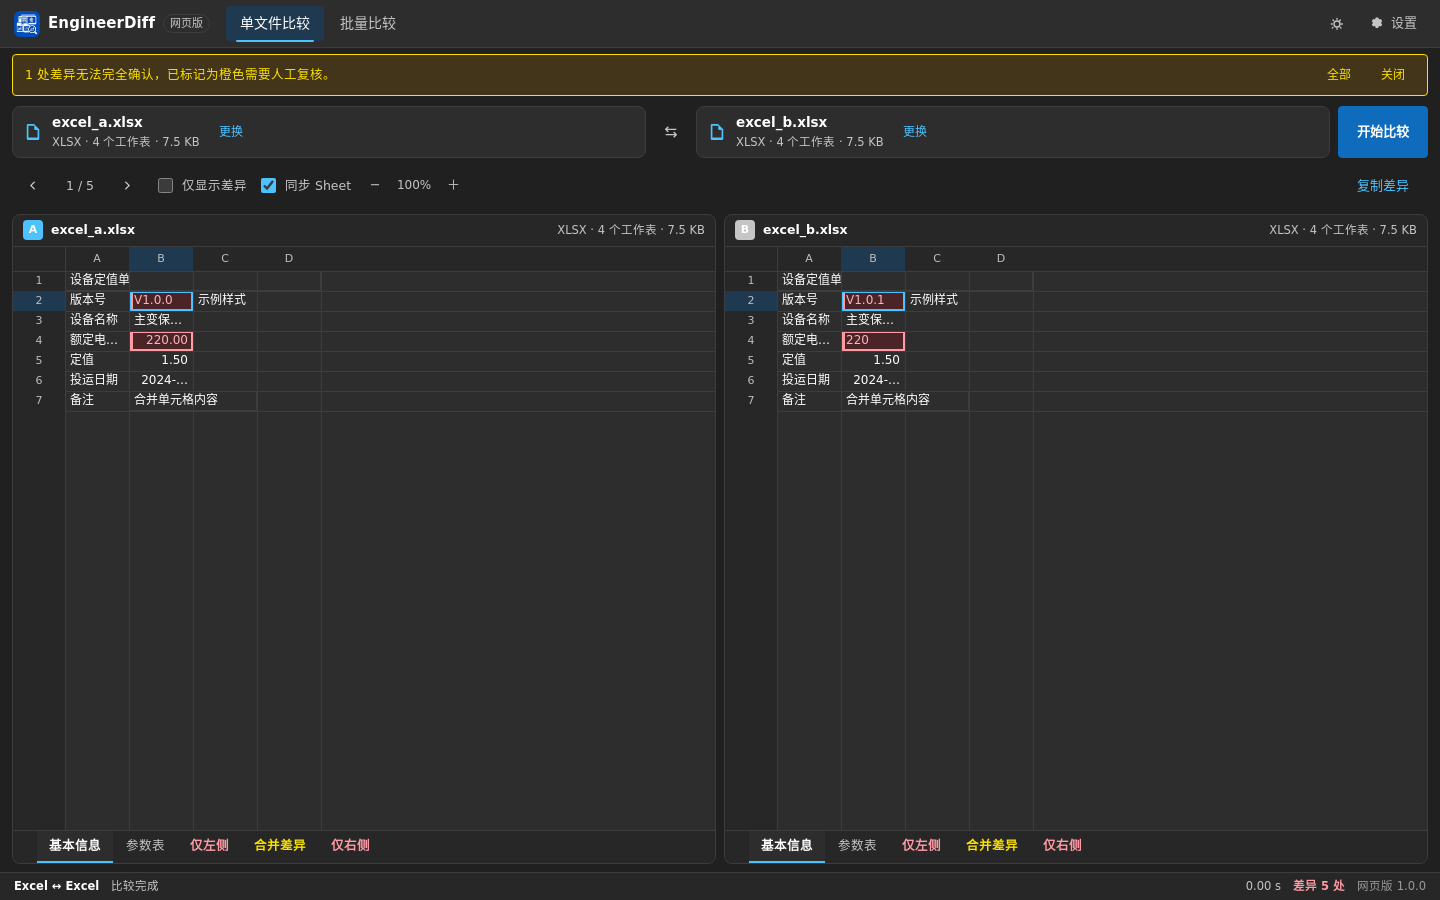 EngineerDiff 网页版 单文件比较 批量比较 设置
1 处差异无法完全确认，已标记为橙色需要人工复核。 全部 关闭
excel_a.xlsx
XLSX · 4 个工作表 · 7.5 KB 更换
excel_b.xlsx
XLSX · 4 个工作表 · 7.5 KB 更换
开始比较
1 / 5 仅显示差异 同步 Sheet − 100% + 复制差异
A excel_a.xlsx XLSX · 4 个工作表 · 7.5 KB
A B C D
1 设备定值单
2 版本号 V1.0.0 示例样式
3 设备名称 主变保...
4 额定电... 220.00
5 定值 1.50
6 投运日期 2024-...
7 备注 合并单元格内容
基本信息 参数表 仅左侧 合并差异 仅右侧
B excel_b.xlsx XLSX · 4 个工作表 · 7.5 KB
A B C D
1 设备定值单
2 版本号 V1.0.1 示例样式
3 设备名称 主变保...
4 额定电... 220
5 定值 1.50
6 投运日期 2024-...
7 备注 合并单元格内容
基本信息 参数表 仅左侧 合并差异 仅右侧
Excel ↔ Excel 比较完成 0.00 s 差异 5 处 网页版 1.0.0